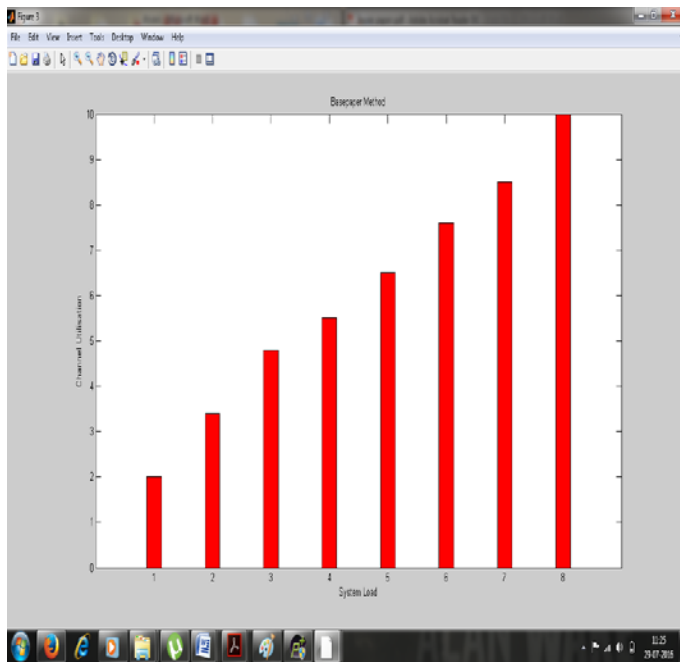 Figure 3
File Edit View Insert Tools Desktop Window Help
Basepaper Method
10
9
8
7
6
5
4
3
2
1
0
Channel Utilisation
1 2 3 4 5 6 7 8
System Load
11:25
29-07-2016